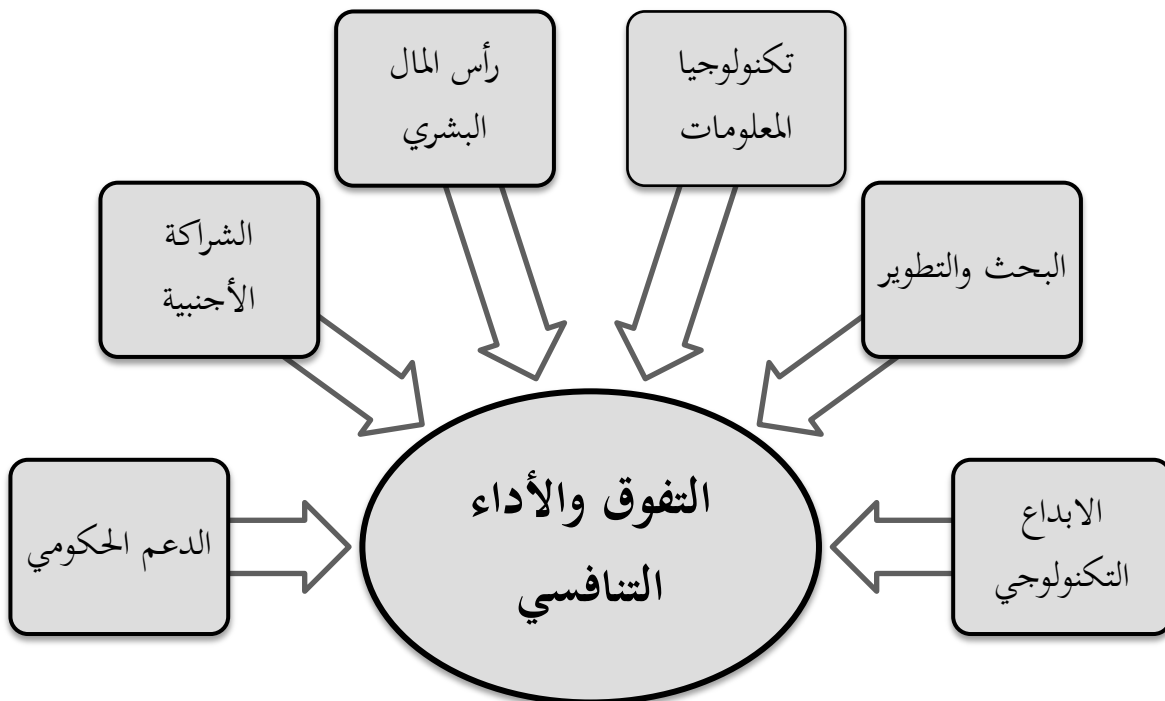 تكنولوجيا
المعلومات
رأس المال
البشري
البحث والتطوير
الشراكة
الأجنبية
الابداع
التكنولوجي
التفوق والأداء
التنافسي
الدعم الحكومي